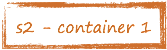 s2 - container 1